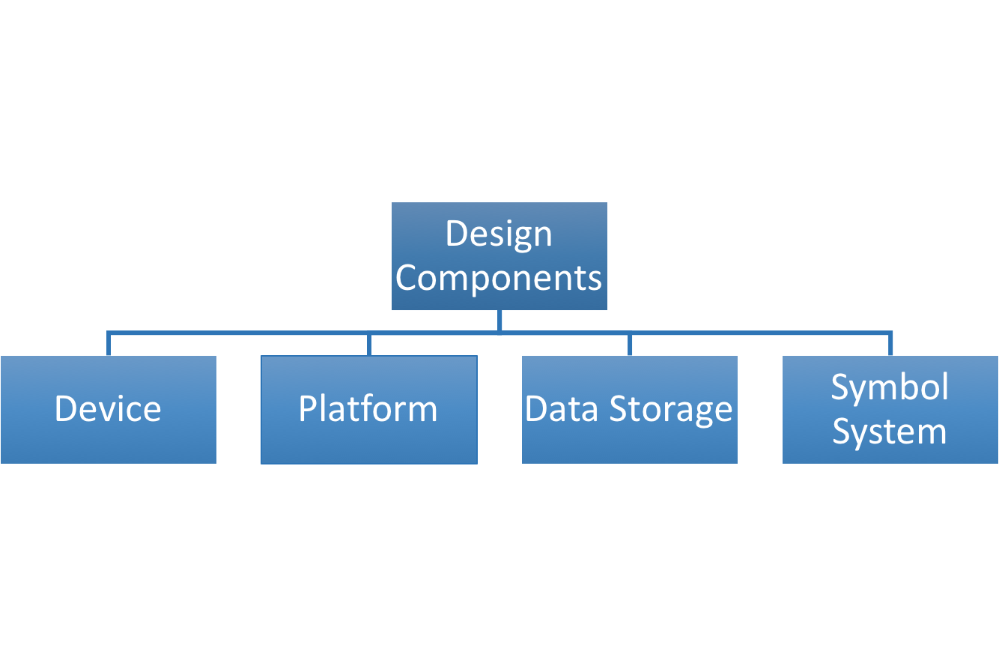 Design
Components
Device
Platform
Data Storage
Symbol
System